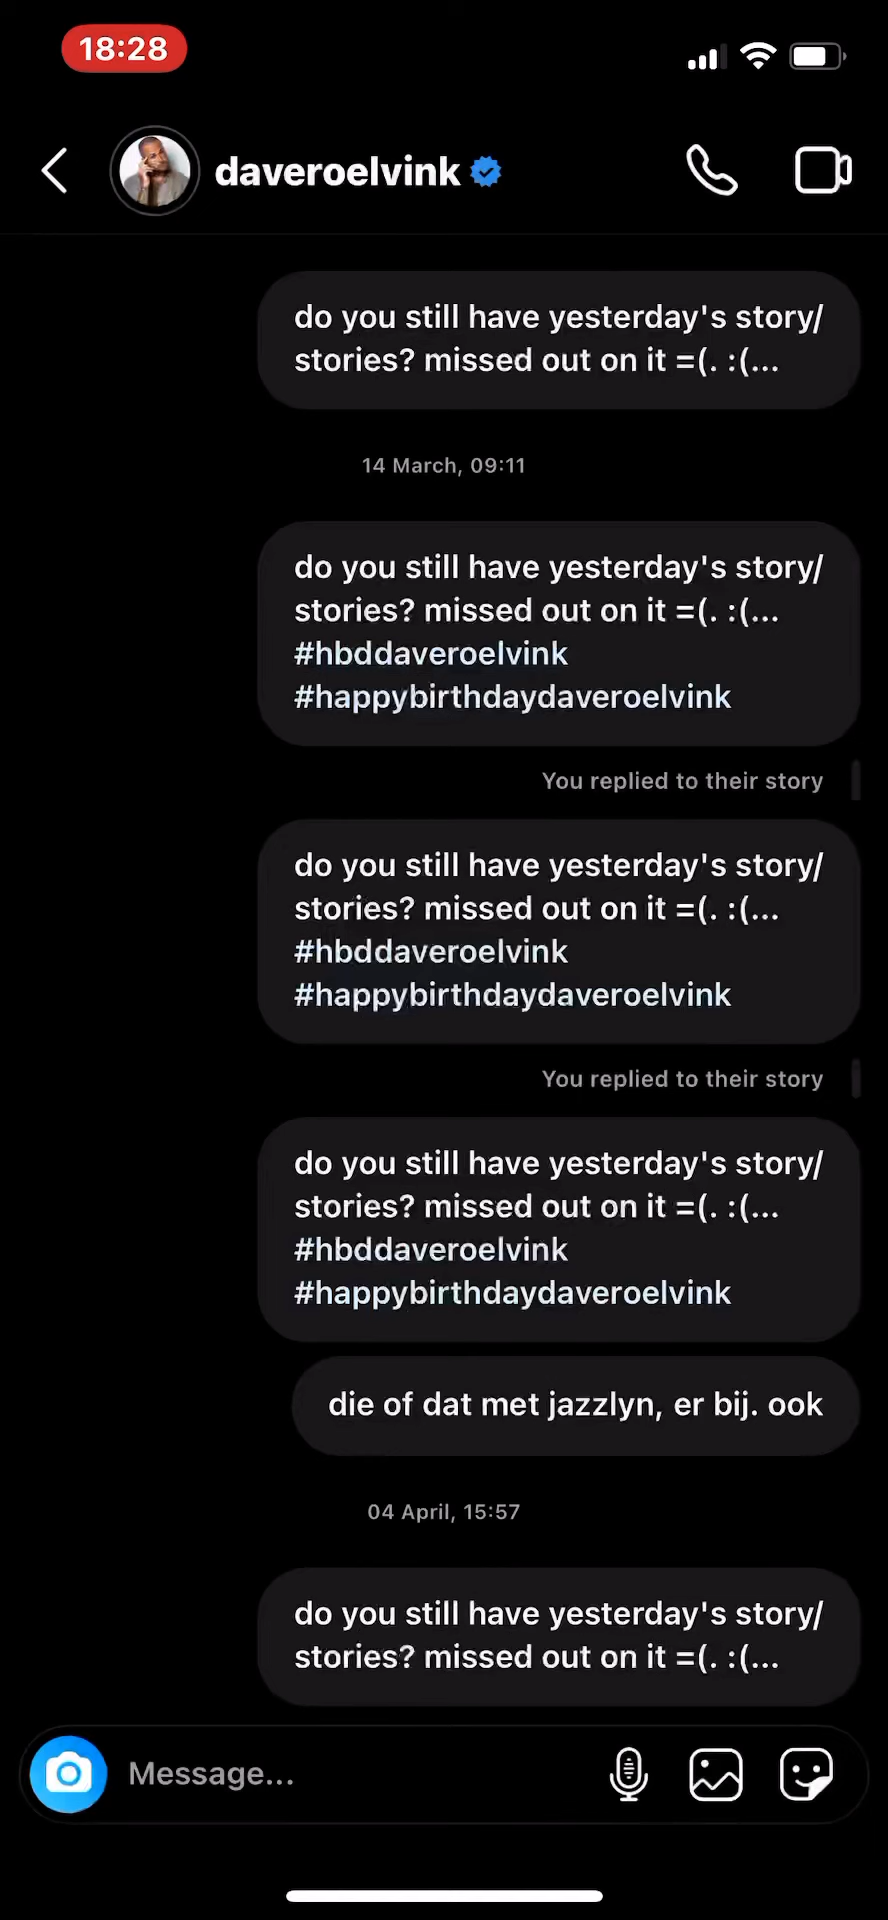 18:28
daveroelvink
do you still have yesterday's story/
stories? missed out on it =(. :(...
14 March, 09:11
do you still have yesterday's story/
stories? missed out on it =(. :(...
#hbddaveroelvink
#happybirthdaydaveroelvink
You replied to their story
do you still have yesterday's story/
stories? missed out on it =(. :(...
#hbddaveroelvink
#happybirthdaydaveroelvink
You replied to their story
do you still have yesterday's story/
stories? missed out on it =(. :(...
#hbddaveroelvink
#happybirthdaydaveroelvink
die of dat met jazzlyn, er bij. ook
04 April, 15:57
do you still have yesterday's story/
stories? missed out on it =(. :(...
Message...